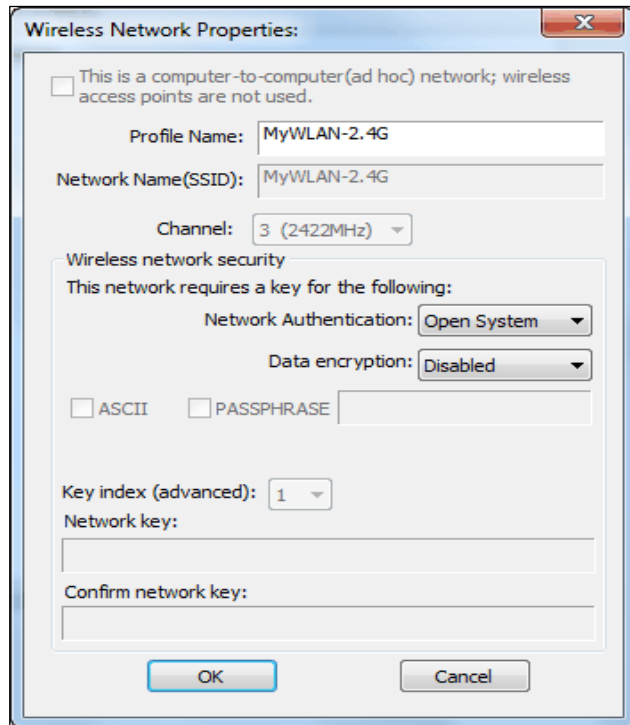 Wireless Network Properties:
This is a computer-to-computer(ad hoc) network; wireless
access points are not used.
Profile Name: MyWLAN-2.4G
Network Name(SSID): MyWLAN-2.4G
Channel: 3 (2422MHz)
Wireless network security
This network requires a key for the following:
Network Authentication: Open System
Data encryption: Disabled
ASCII PASSPHRASE
Key index (advanced): 1
Network key:
Confirm network key:
OK Cancel